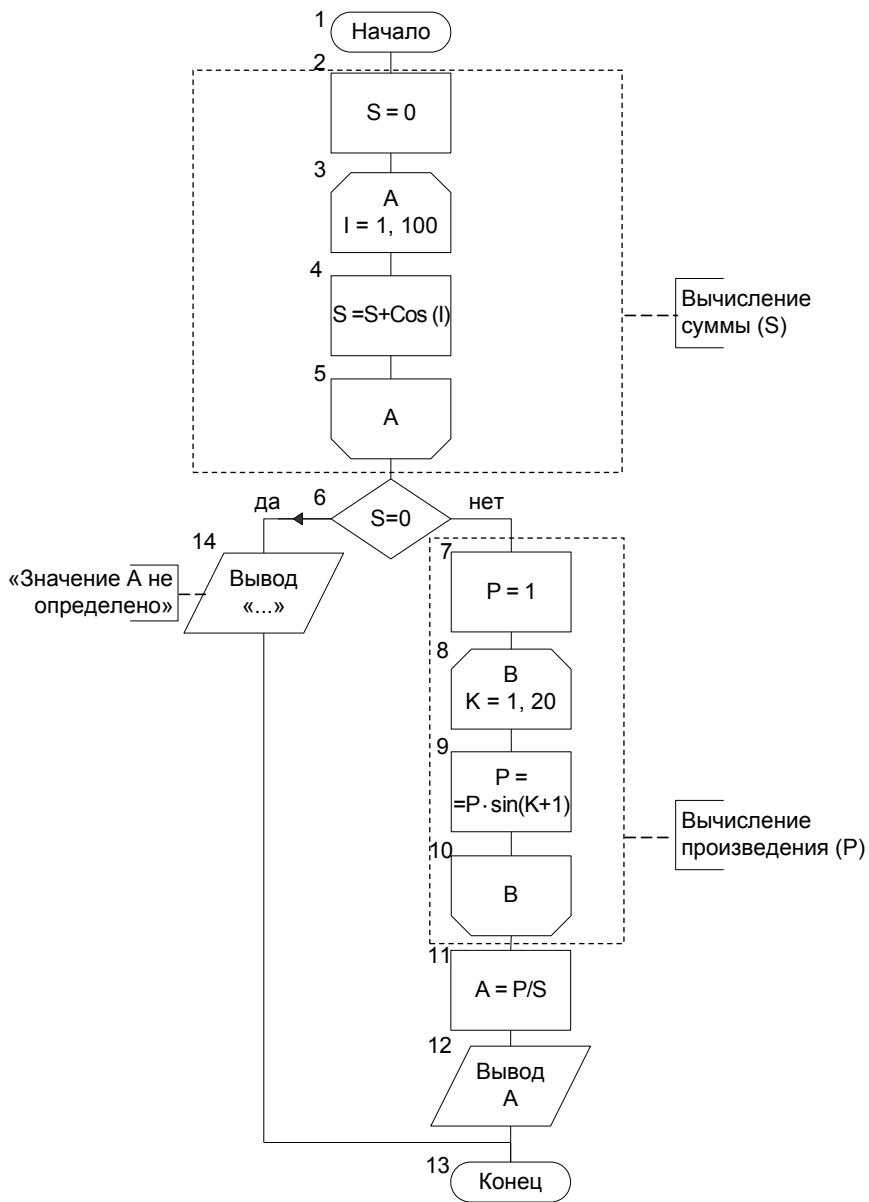 1
Начало
2
S = 0
3
A
I = 1, 100
4
S =S+Cos (I)
Вычисление
суммы (S)
5
A
да
6
S=0
нет
14
Вывод
«...»
«Значение А не
определено»
7
P = 1
8
B
K = 1, 20
9
P =
=P · sin(K+1)
Вычисление
произведения (P)
10
B
11
A = P/S
12
Вывод
A
13
Конец